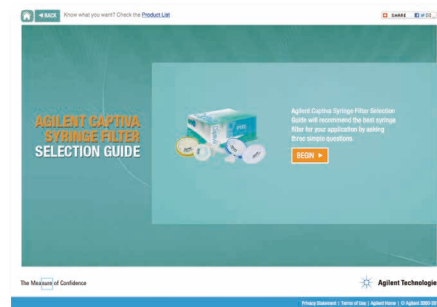 ◄ BACK Know what you want? Check the Product List
SHARE
AGILENT CAPTIVA
SYRINGE FILTER
SELECTION GUIDE
Agilent Captiva Syringe Filter Selection
Guide will recommend the best syringe
filter for your application by asking
three simple questions.
BEGIN ►
The Measure of Confidence
Agilent Technologie
Privacy Statement | Terms of Use | Agilent Home | © Agilent